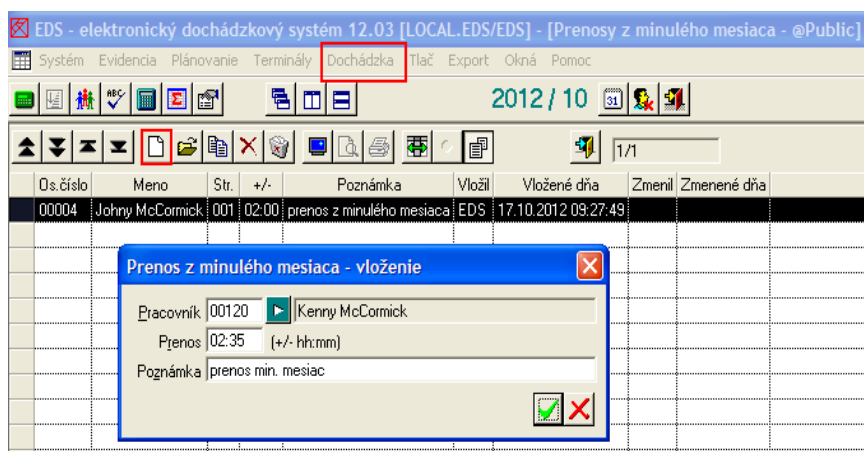 EDS - elektronický dochádzkový systém 12.03 [LOCAL.EDS/EDS] - [Prenosy z minulého mesiaca - @Public]
Systém Evidencia Plánovanie Terminály Dochádzka Tlač Export Okná Pomoc
ABC Σ 2012 / 10 31
1/1
Os.číslo Meno Str. +/- Poznámka Vložil Vložené dňa Zmenil Zmenené dňa
00004 Johny McCormick 001 02:00 prenos z minulého mesiaca EDS 17.10.2012 09:27:49
Prenos z minulého mesiaca - vloženie
Pracovník 00120 Kenny McCormick
Prenos 02:35 (+/- hh:mm)
Poznámka prenos min. mesiac